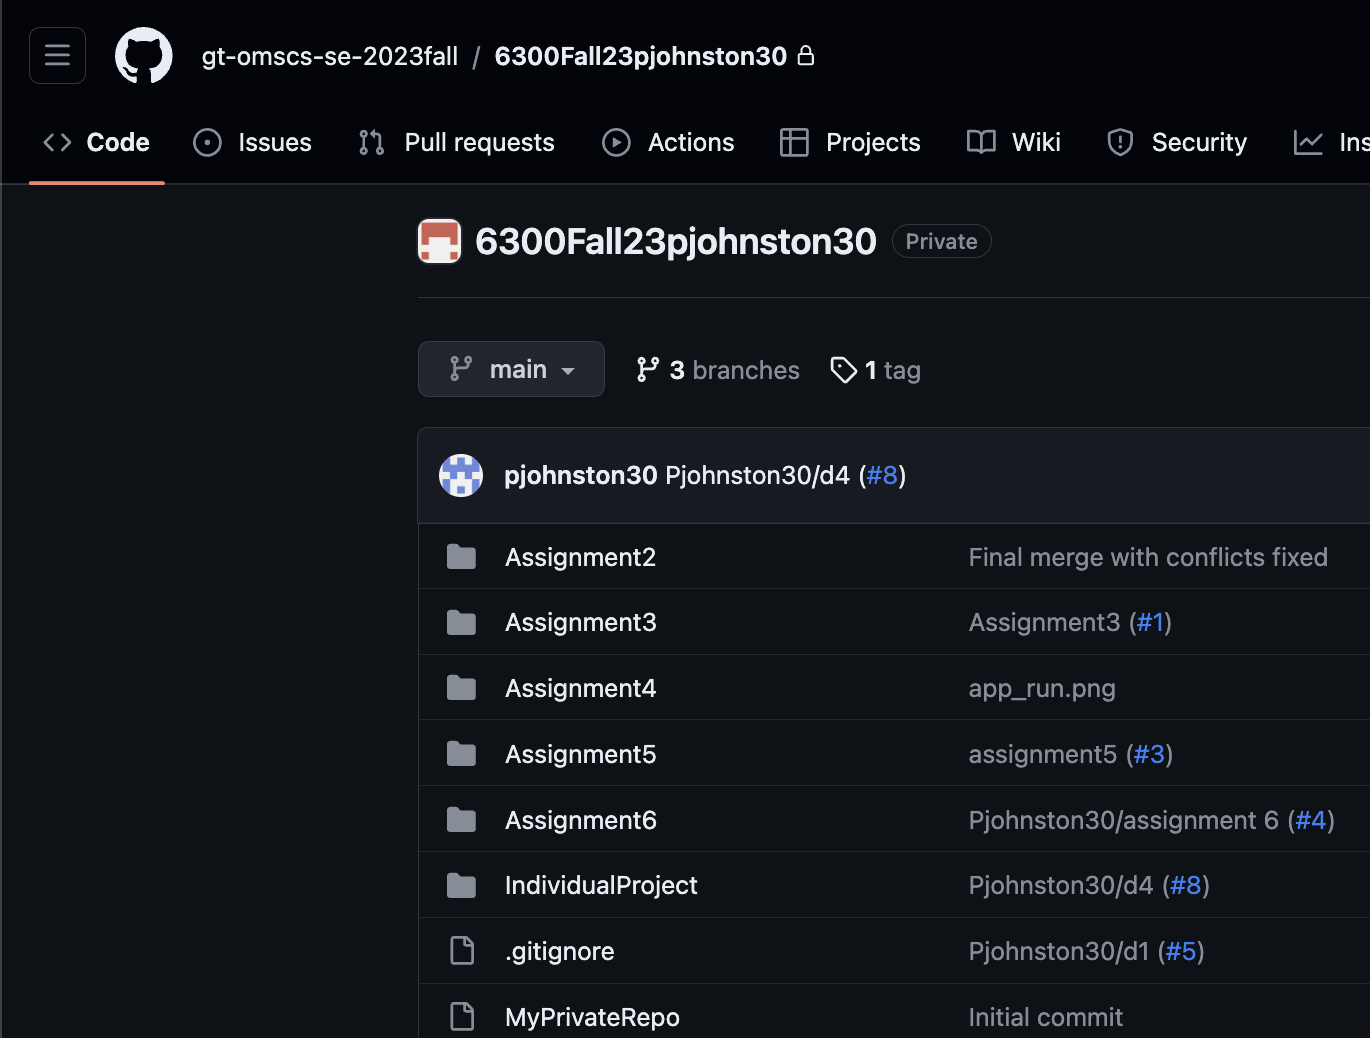 gt-omscs-se-2023fall / 6300Fall23pjohnston30
Code Issues Pull requests Actions Projects Wiki Security Ins
6300Fall23pjohnston30 Private
main 3 branches 1 tag
pjohnston30 Pjohnston30/d4 (#8)
Assignment2 Final merge with conflicts fixed
Assignment3 Assignment3 (#1)
Assignment4 app_run.png
Assignment5 assignment5 (#3)
Assignment6 Pjohnston30/assignment 6 (#4)
IndividualProject Pjohnston30/d4 (#8)
.gitignore Pjohnston30/d1 (#5)
MyPrivateRepo Initial commit